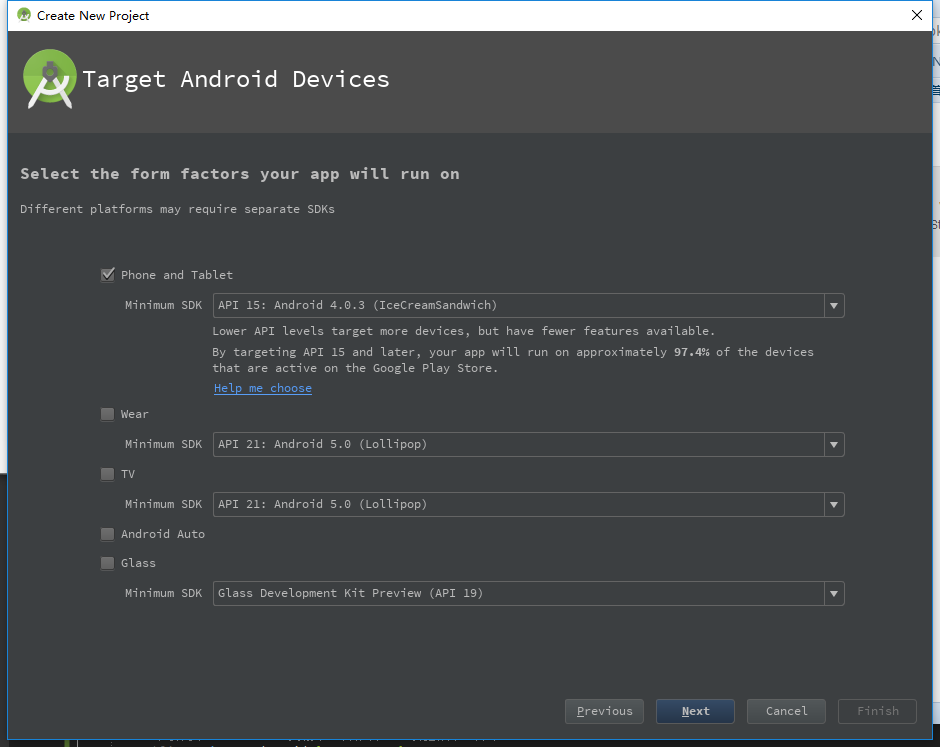 Create New Project
Target Android Devices
Select the form factors your app will run on
Different platforms may require separate SDKs
Phone and Tablet
Minimum SDK API 15: Android 4.0.3 (IceCreamSandwich)
Lower API levels target more devices, but have fewer features available.
By targeting API 15 and later, your app will run on approximately 97.4% of the devices
that are active on the Google Play Store.
Help me choose
Wear
Minimum SDK API 21: Android 5.0 (Lollipop)
TV
Minimum SDK API 21: Android 5.0 (Lollipop)
Android Auto
Glass
Minimum SDK Glass Development Kit Preview (API 19)
Previous Next Cancel Finish